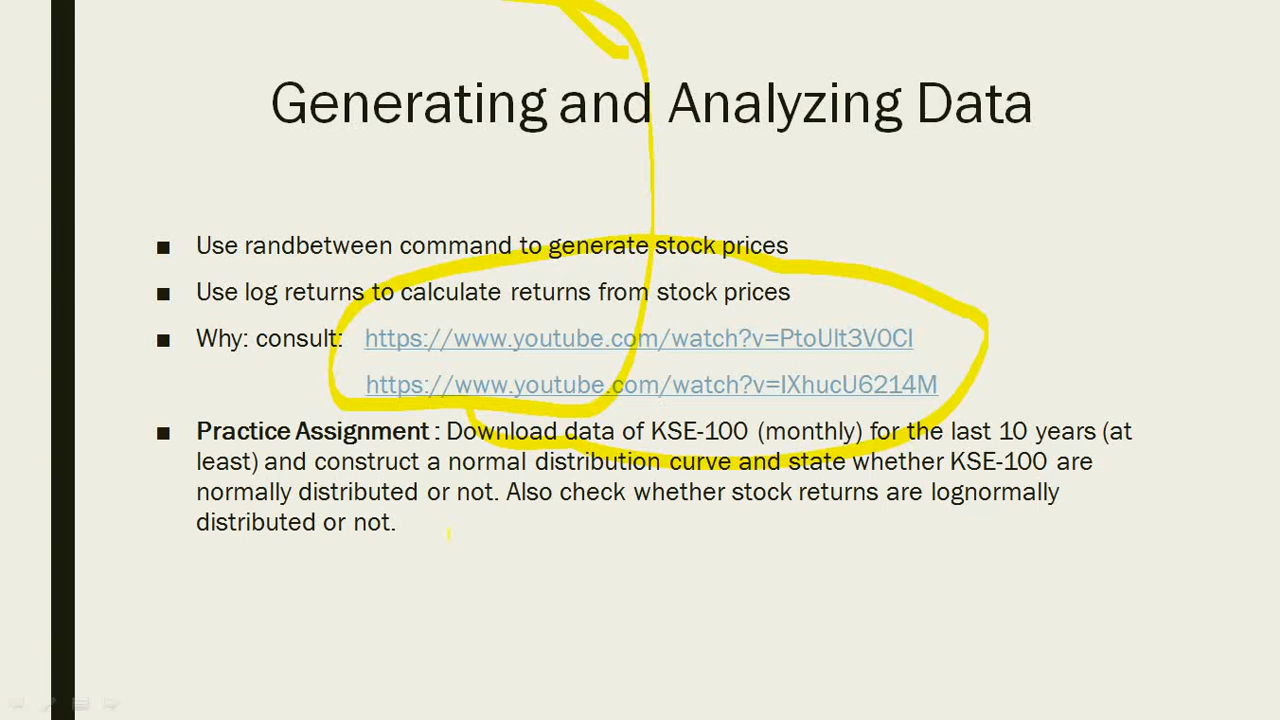 Generating and Analyzing Data
■ Use randbetween command to generate stock prices
■ Use log returns to calculate returns from stock prices
■ Why: consult: https://www.youtube.com/watch?v=PtoUlt3V0CI
https://www.youtube.com/watch?v=IXhucU6214M
■ Practice Assignment : Download data of KSE-100 (monthly) for the last 10 years (at
least) and construct a normal distribution curve and state whether KSE-100 are
normally distributed or not. Also check whether stock returns are lognormally
distributed or not.